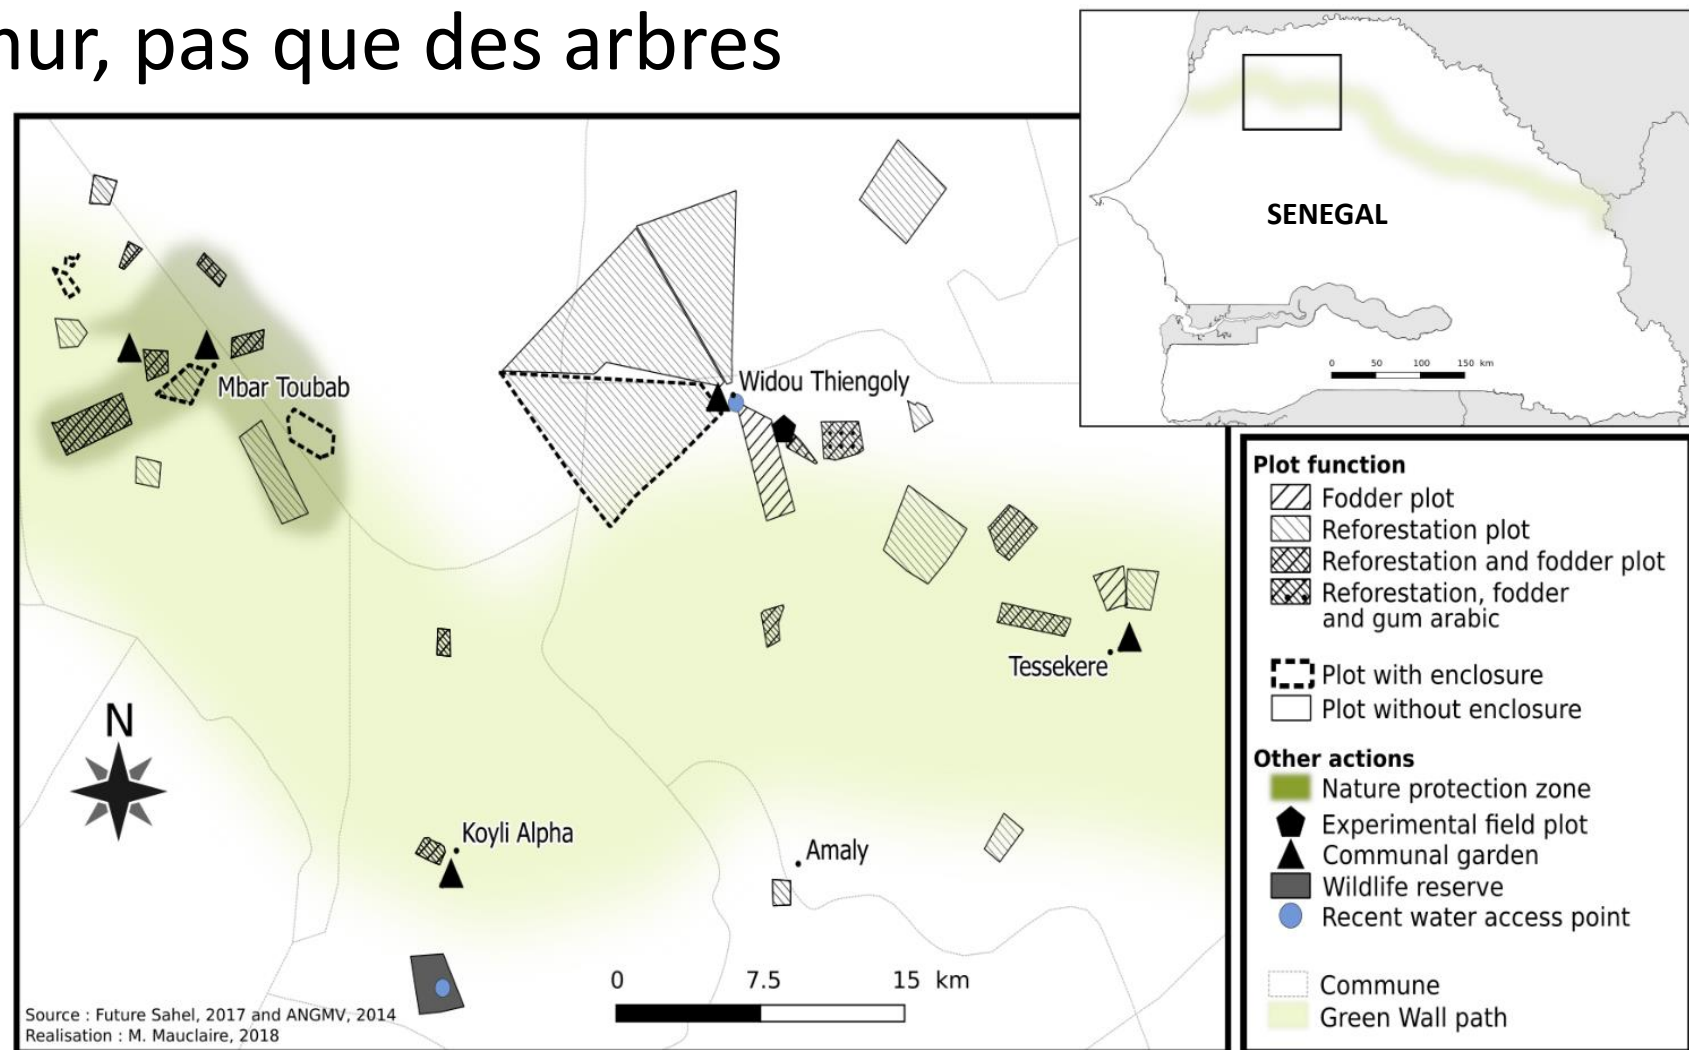 mur, pas que des arbres
SENEGAL
0 50 100 150 km
Widou Thiengoly
Mbar Toubab
Tessekere
Koyli Alpha
Amaly
N
0 7.5 15 km
Source : Future Sahel, 2017 and ANGMV, 2014
Realisation : M. Mauclaire, 2018
Plot function
Fodder plot
Reforestation plot
Reforestation and fodder plot
Reforestation, fodder
and gum arabic
Plot with enclosure
Plot without enclosure
Other actions
Nature protection zone
Experimental field plot
Communal garden
Wildlife reserve
Recent water access point
Commune
Green Wall path